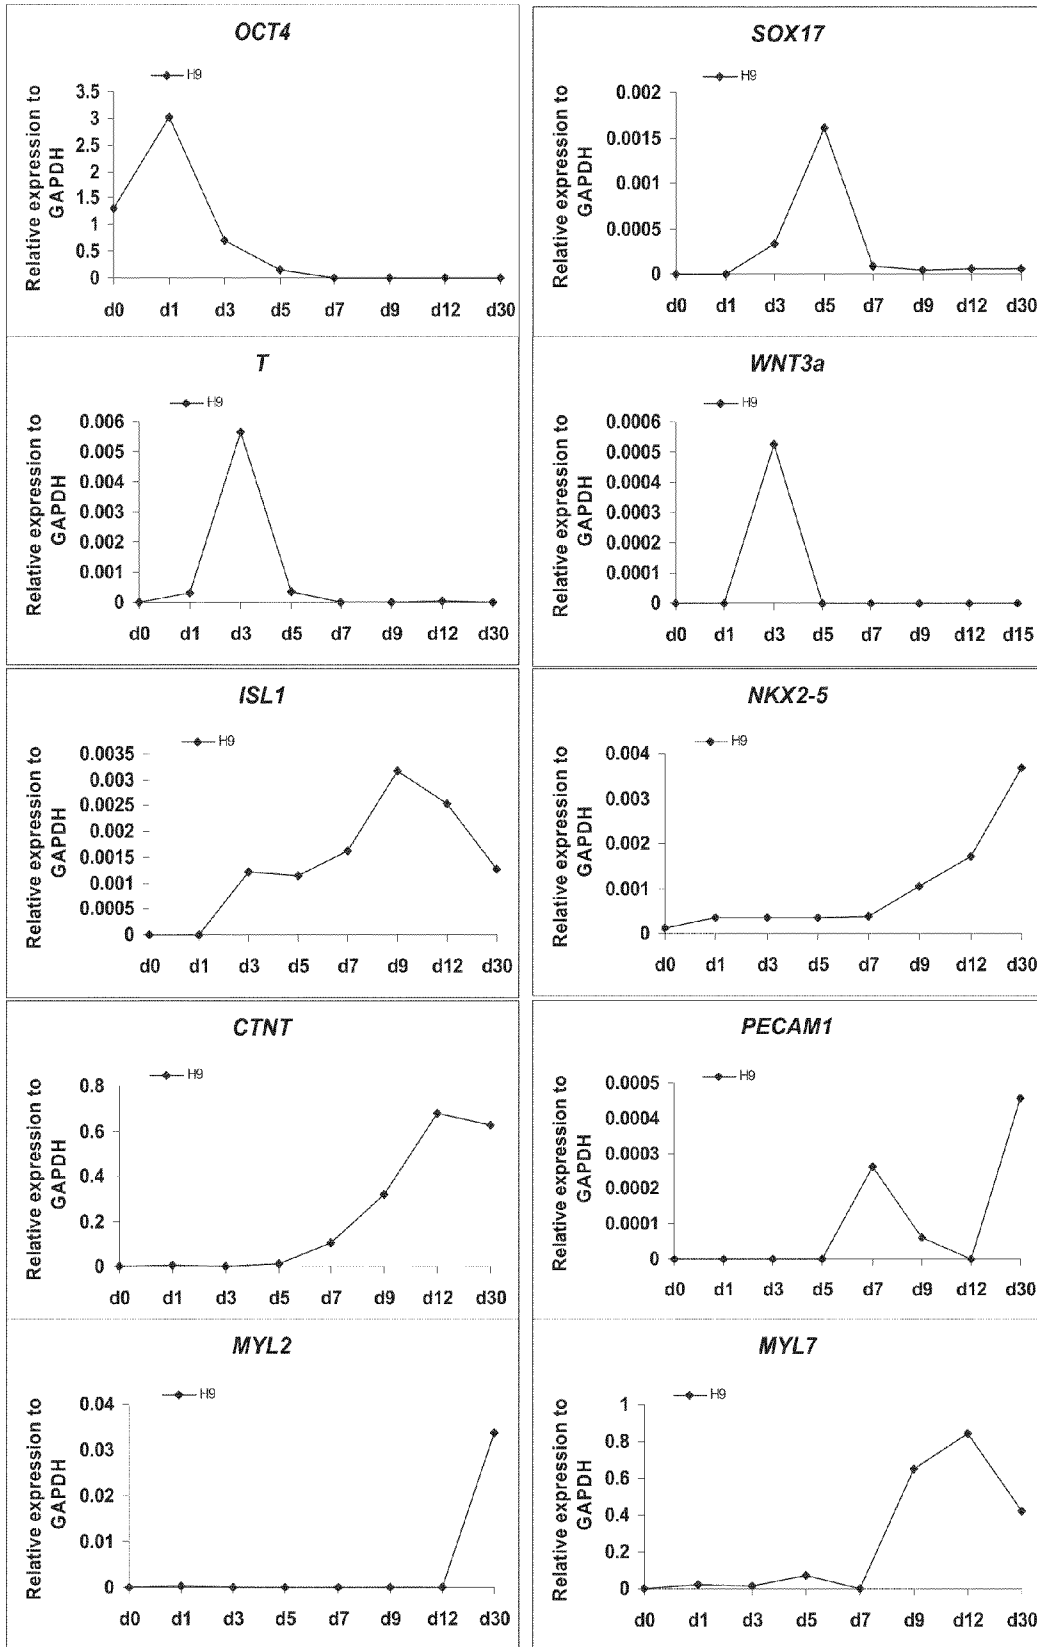 OCT4
H9
Relative expression to
GAPDH
3.5
3
2.5
2
1.5
1
0.5
0
d0 d1 d3 d5 d7 d9 d12 d30
SOX17
H9
Relative expression to
GAPDH
0.002
0.0015
0.001
0.0005
0
d0 d1 d3 d5 d7 d9 d12 d30
T
H9
Relative expression to
GAPDH
0.006
0.005
0.004
0.003
0.002
0.001
0
d0 d1 d3 d5 d7 d9 d12 d30
WNT3a
H9
Relative expression to
GAPDH
0.0006
0.0005
0.0004
0.0003
0.0002
0.0001
0
d0 d1 d3 d5 d7 d9 d12 d15
ISL1
H9
Relative expression to
GAPDH
0.0035
0.003
0.0025
0.002
0.0015
0.001
0.0005
0
d0 d1 d3 d5 d7 d9 d12 d30
NKX2-5
H9
Relative expression to
GAPDH
0.004
0.003
0.002
0.001
0
d0 d1 d3 d5 d7 d9 d12 d30
CTNT
H9
Relative expression to
GAPDH
0.8
0.6
0.4
0.2
0
d0 d1 d3 d5 d7 d9 d12 d30
PECAM1
H9
Relative expression to
GAPDH
0.0005
0.0004
0.0003
0.0002
0.0001
0
d0 d1 d3 d5 d7 d9 d12 d30
MYL2
H9
Relative expression to
GAPDH
0.04
0.03
0.02
0.01
0
d0 d1 d3 d5 d7 d9 d12 d30
MYL7
H9
Relative expression to
GAPDH
1
0.8
0.6
0.4
0.2
0
d0 d1 d3 d5 d7 d9 d12 d30